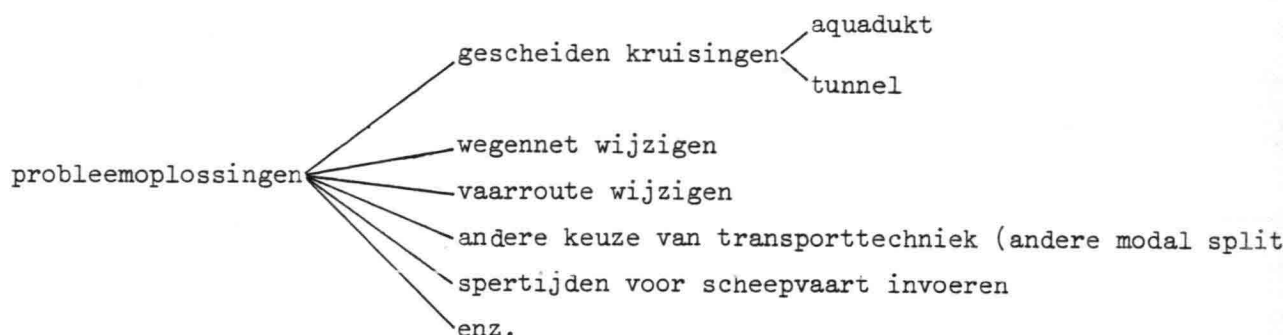 aquadukt
gescheiden kruisingen
tunnel
wegennet wijzigen
probleemoplossingen
vaarroute wijzigen
andere keuze van transporttechniek (andere modal split
spertijden voor scheepvaart invoeren
enz.